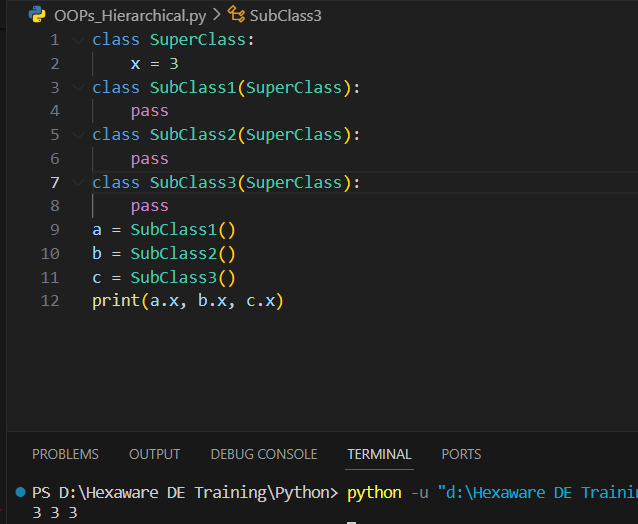 OOPs_Hierarchical.py > SubClass3
1 class SuperClass:
2     x = 3
3 class SubClass1(SuperClass):
4     pass
5 class SubClass2(SuperClass):
6     pass
7 class SubClass3(SuperClass):
8     pass
9 a = SubClass1()
10 b = SubClass2()
11 c = SubClass3()
12 print(a.x, b.x, c.x)
PROBLEMS OUTPUT DEBUG CONSOLE TERMINAL PORTS
PS D:\Hexaware DE Training\Python> python -u "d:\Hexaware DE Traini
3 3 3